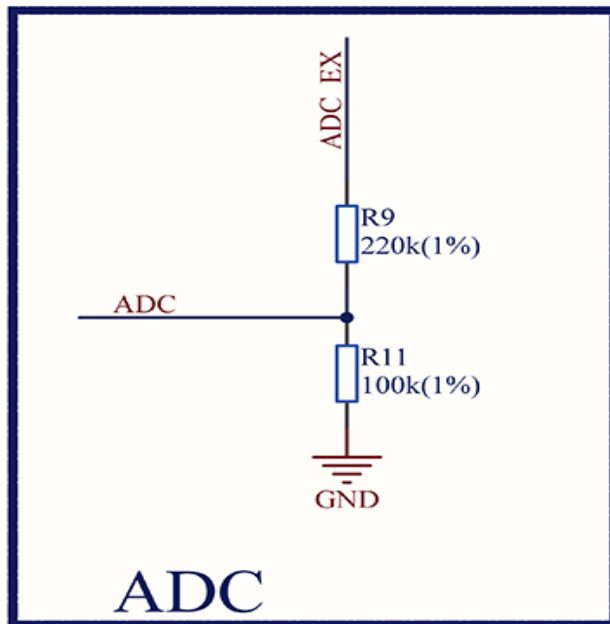 ADC EX
R9
220k(1%)
ADC
R11
100k(1%)
GND
ADC